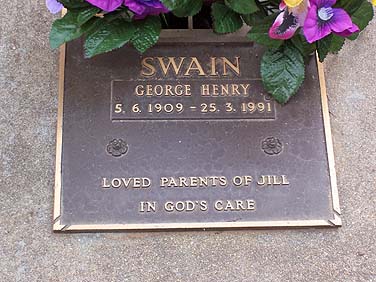 SWAIN
GEORGE HENRY
5. 6. 1909 - 25. 3. 1991
LOVED PARENTS OF JILL
IN GOD'S CARE